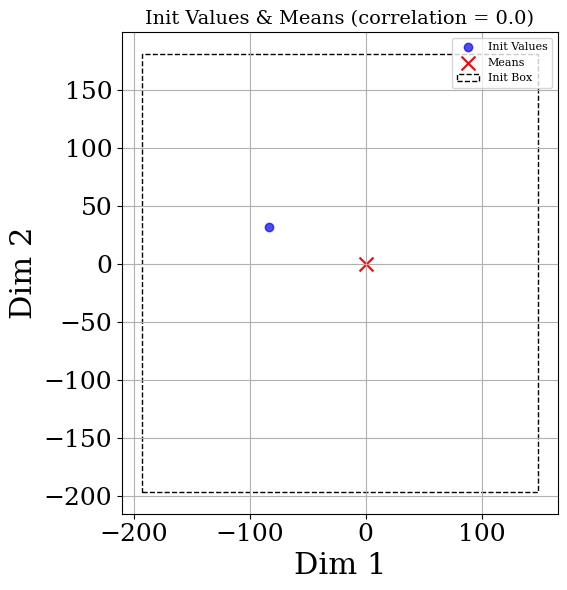 Init Values & Means (correlation = 0.0)
Init Values
Means
Init Box
150
100
50
0
−50
−100
−150
−200
Dim 2
−200
−100
0
100
Dim 1